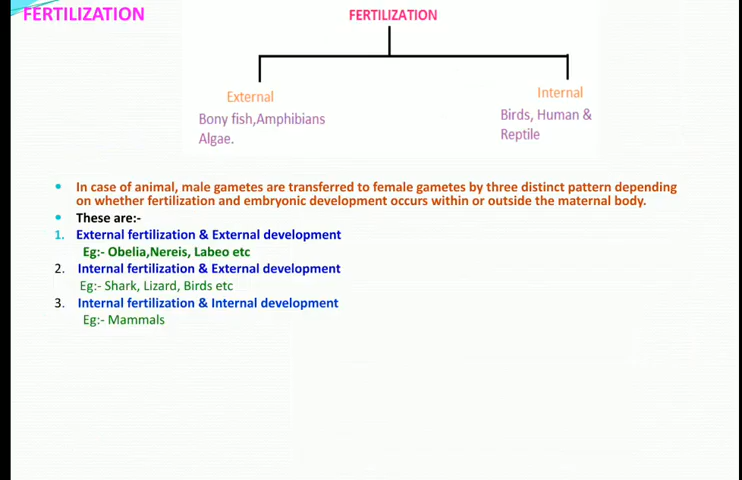 FERTILIZATION
FERTILIZATION
External
Internal
Bony fish,Amphibians
Algae.
Birds, Human &
Reptile
• In case of animal, male gametes are transferred to female gametes by three distinct pattern depending
on whether fertilization and embryonic development occurs within or outside the maternal body.
• These are:-
1. External fertilization & External development
Eg:- Obelia,Nereis, Labeo etc
2. Internal fertilization & External development
Eg:- Shark, Lizard, Birds etc
3. Internal fertilization & Internal development
Eg:- Mammals